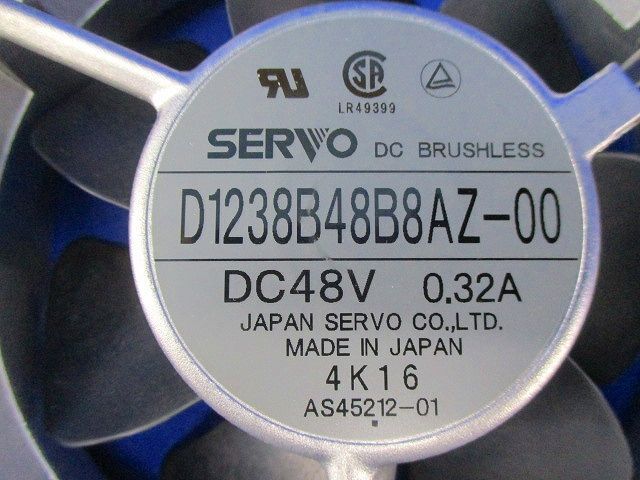 LR49399
SERVO DC BRUSHLESS
D1238B48B8AZ-00
DC48V 0.32A
JAPAN SERVO CO.,LTD.
MADE IN JAPAN
4K16
AS45212-01